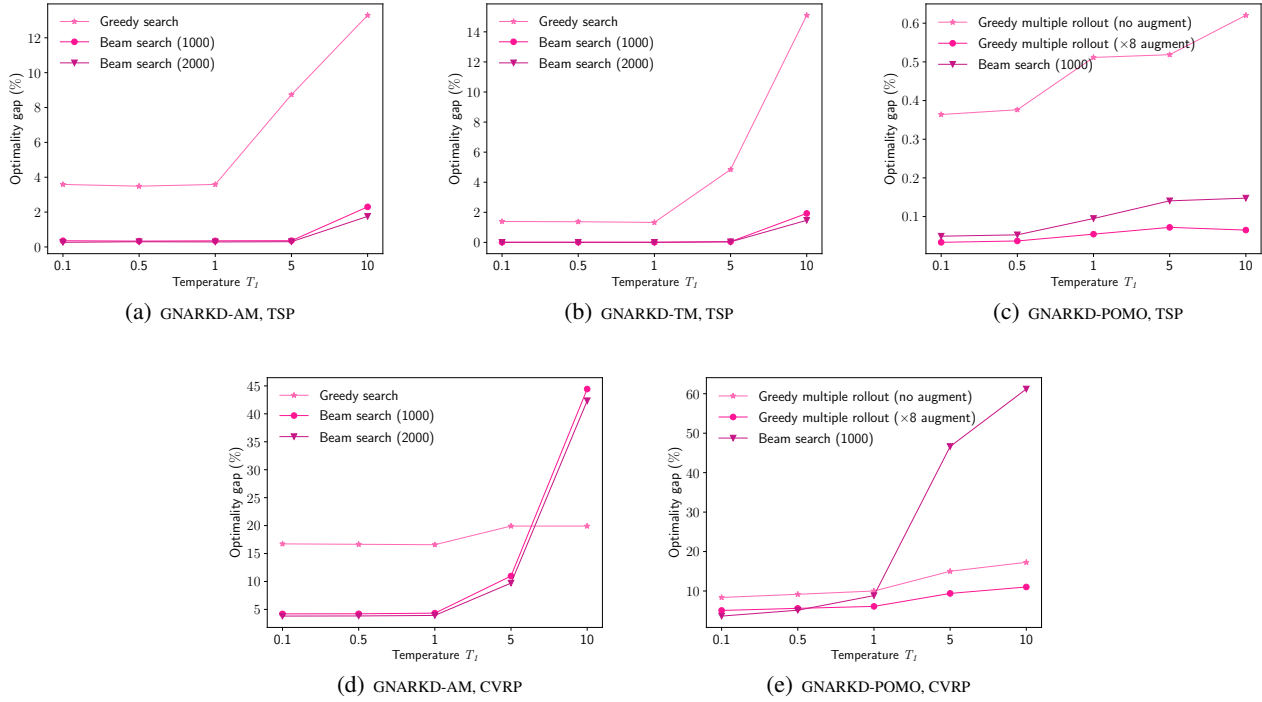 Greedy search
Beam search (1000)
Beam search (2000)
Optimality gap (%)
12
10
8
6
4
2
0
0.1 0.5 1 5 10
Temperature T1
(a) GNARKD-AM, TSP
Greedy search
Beam search (1000)
Beam search (2000)
Optimality gap (%)
14
12
10
8
6
4
2
0
0.1 0.5 1 5 10
Temperature T1
(b) GNARKD-TM, TSP
Greedy multiple rollout (no augment)
Greedy multiple rollout (×8 augment)
Beam search (1000)
Optimality gap (%)
0.6
0.5
0.4
0.3
0.2
0.1
0.1 0.5 1 5 10
Temperature T1
(c) GNARKD-POMO, TSP
Greedy search
Beam search (1000)
Beam search (2000)
Optimality gap (%)
45
40
35
30
25
20
15
10
5
0.1 0.5 1 5 10
Temperature T1
(d) GNARKD-AM, CVRP
Greedy multiple rollout (no augment)
Greedy multiple rollout (×8 augment)
Beam search (1000)
Optimality gap (%)
60
50
40
30
20
10
0.1 0.5 1 5 10
Temperature T1
(e) GNARKD-POMO, CVRP